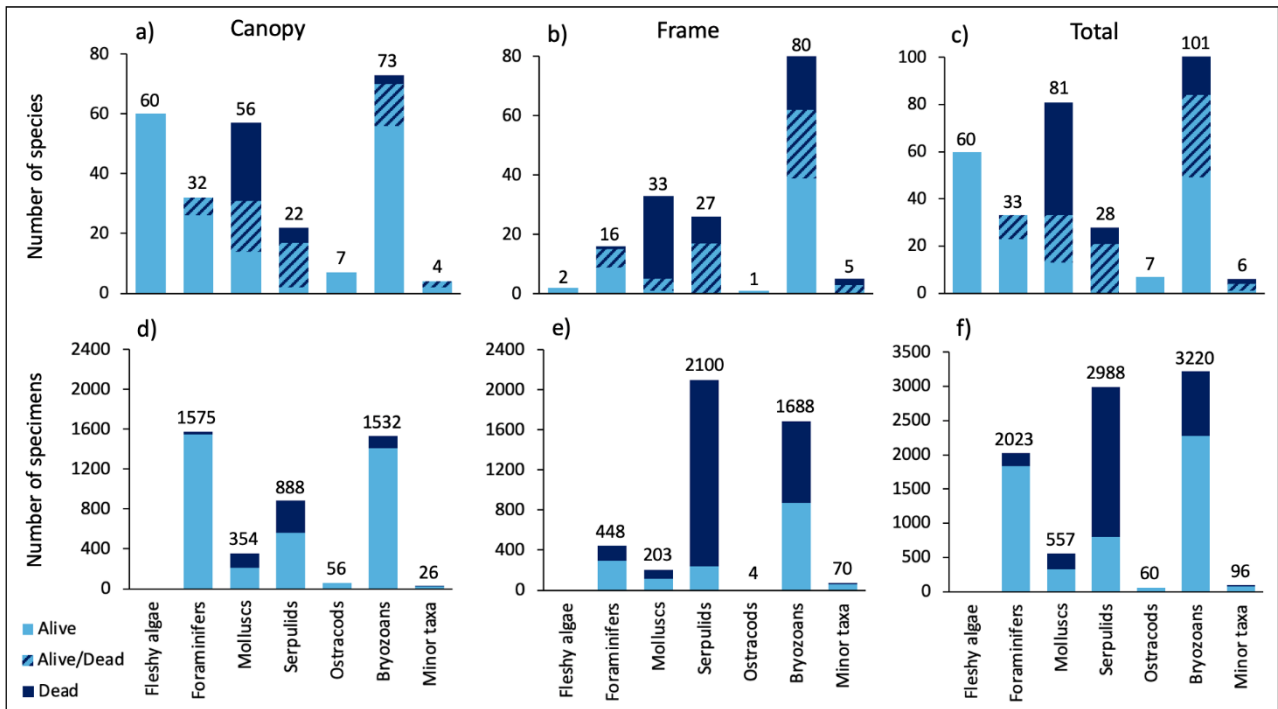 a) Canopy
Number of species
80
60
40
20
0
60
32
56
22
7
73
4
b) Frame
80
60
40
20
0
2
16
33
27
1
80
5
c) Total
100
80
60
40
20
0
60
33
81
28
7
101
6
d)
Number of specimens
2400
2000
1600
1200
800
400
0
1575
354
888
56
1532
26
Fleshy algae
Foraminifers
Molluscs
Serpulids
Ostracods
Bryozoans
Minor taxa
e)
2400
2000
1600
1200
800
400
0
448
203
2100
4
1688
70
Fleshy algae
Foraminifers
Molluscs
Serpulids
Ostracods
Bryozoans
Minor taxa
f)
3500
3000
2500
2000
1500
1000
500
0
2023
557
2988
60
3220
96
Fleshy algae
Foraminifers
Molluscs
Serpulids
Ostracods
Bryozoans
Minor taxa
Alive
Alive/Dead
Dead